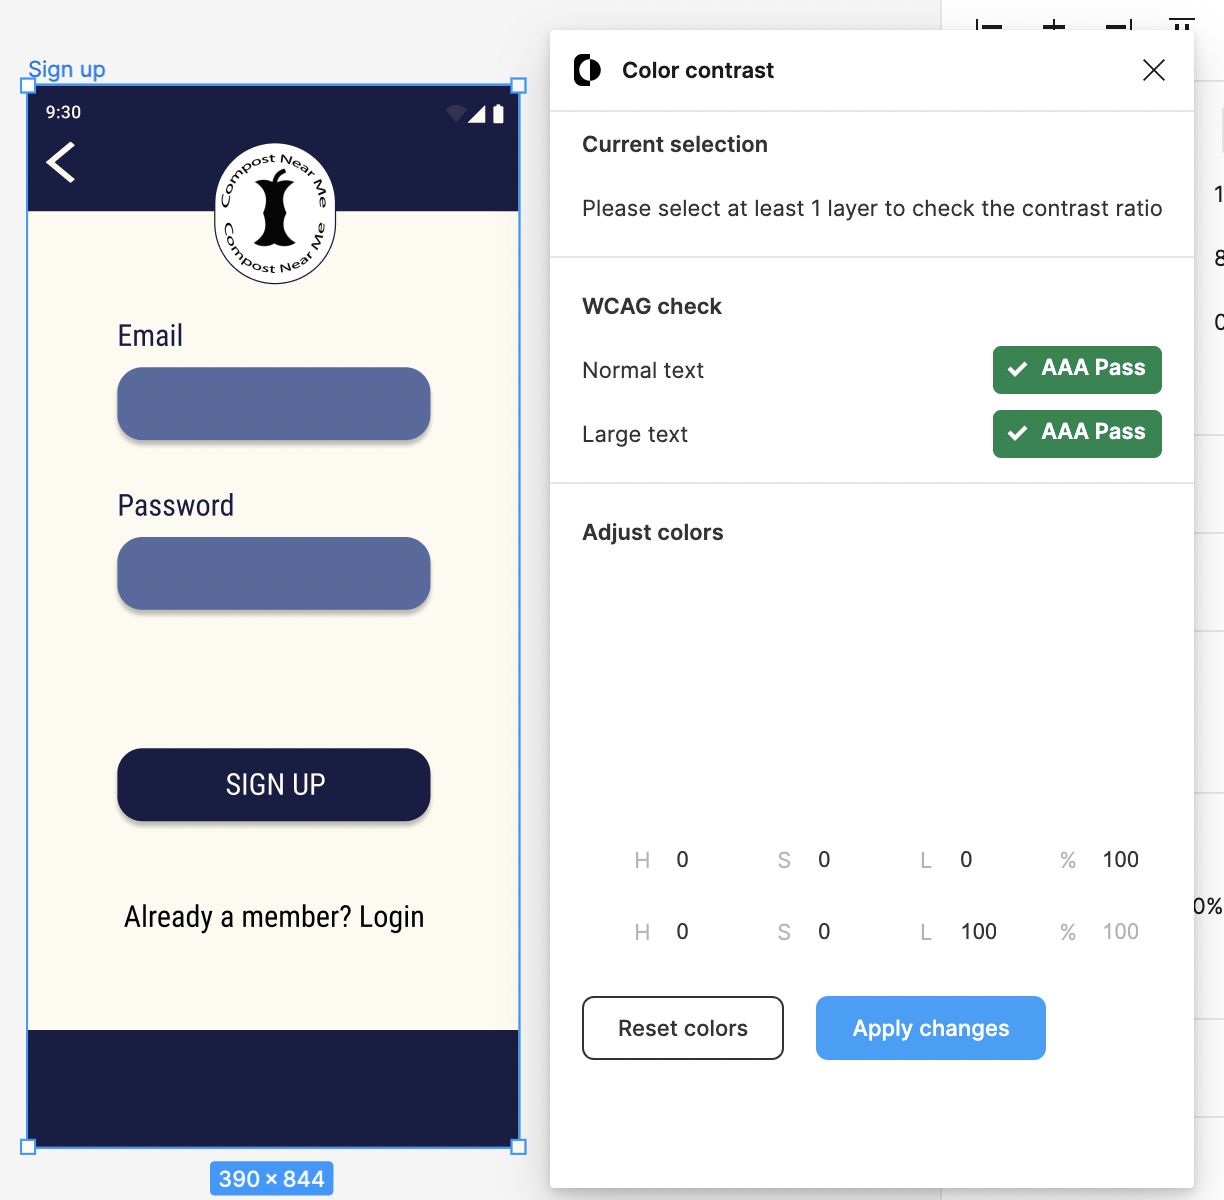 Sign up
9:30
Compost Near Me
Compost Near Me
Email
Password
SIGN UP
Already a member? Login
390 × 844
Color contrast
Current selection
Please select at least 1 layer to check the contrast ratio
WCAG check
Normal text
AAA Pass
Large text
AAA Pass
Adjust colors
H 0 S 0 L 0 % 100
H 0 S 0 L 100 % 100
Reset colors
Apply changes
1
8
0%